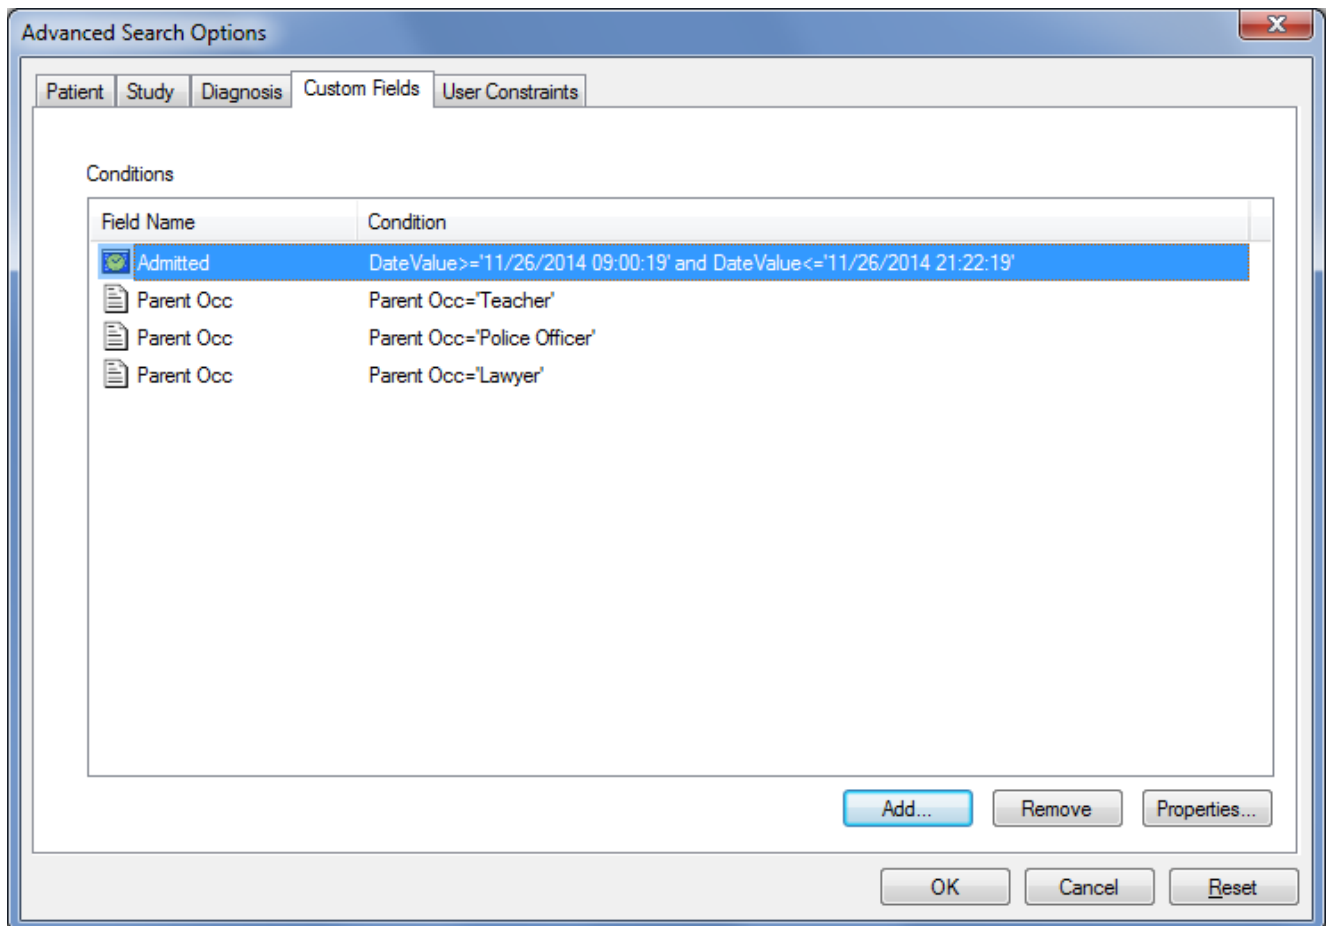 Advanced Search Options
Patient Study Diagnosis Custom Fields User Constraints
Conditions
Field Name Condition
Admitted DateValue>='11/26/2014 09:00:19' and DateValue<='11/26/2014 21:22:19'
Parent Occ Parent Occ='Teacher'
Parent Occ Parent Occ='Police Officer'
Parent Occ Parent Occ='Lawyer'
Add... Remove Properties...
OK Cancel Reset